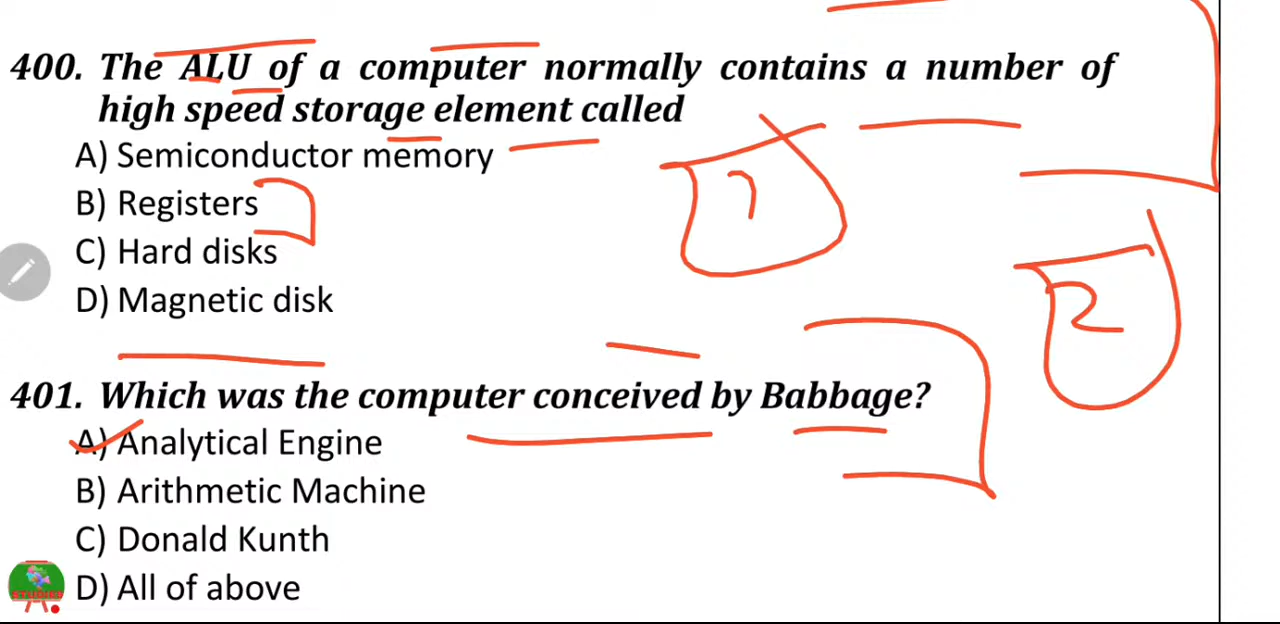 400. The ALU of a computer normally contains a number of
high speed storage element called
A) Semiconductor memory
B) Registers
C) Hard disks
D) Magnetic disk
1
2
401. Which was the computer conceived by Babbage?
A) Analytical Engine
B) Arithmetic Machine
C) Donald Kunth
D) All of above